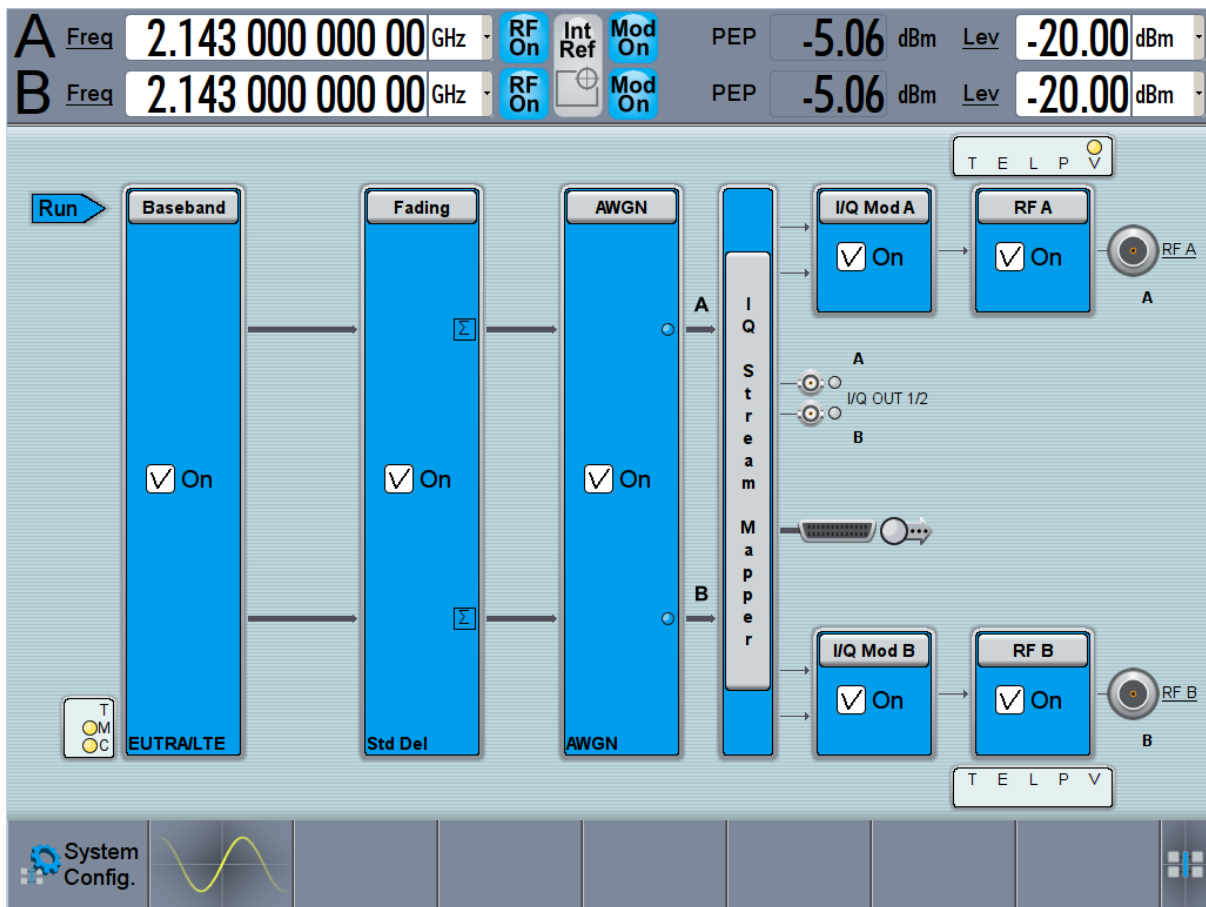 A Freq 2.143 000 000 00 GHz RF On Int Ref Mod On PEP -5.06 dBm Lev -20.00 dBm
B Freq 2.143 000 000 00 GHz RF On Mod On PEP -5.06 dBm Lev -20.00 dBm
T E L P V
Run
Baseband
Fading
AWGN
I/Q Mod A
RF A
On
On
RF A
A
A
I Q Stream Mapper
Σ
A
I/Q OUT 1/2
B
On
On
On
B
Σ
I/Q Mod B
RF B
On
On
RF B
B
T
M
C
EUTRA/LTE
Std Del
AWGN
T E L P V
System
Config.